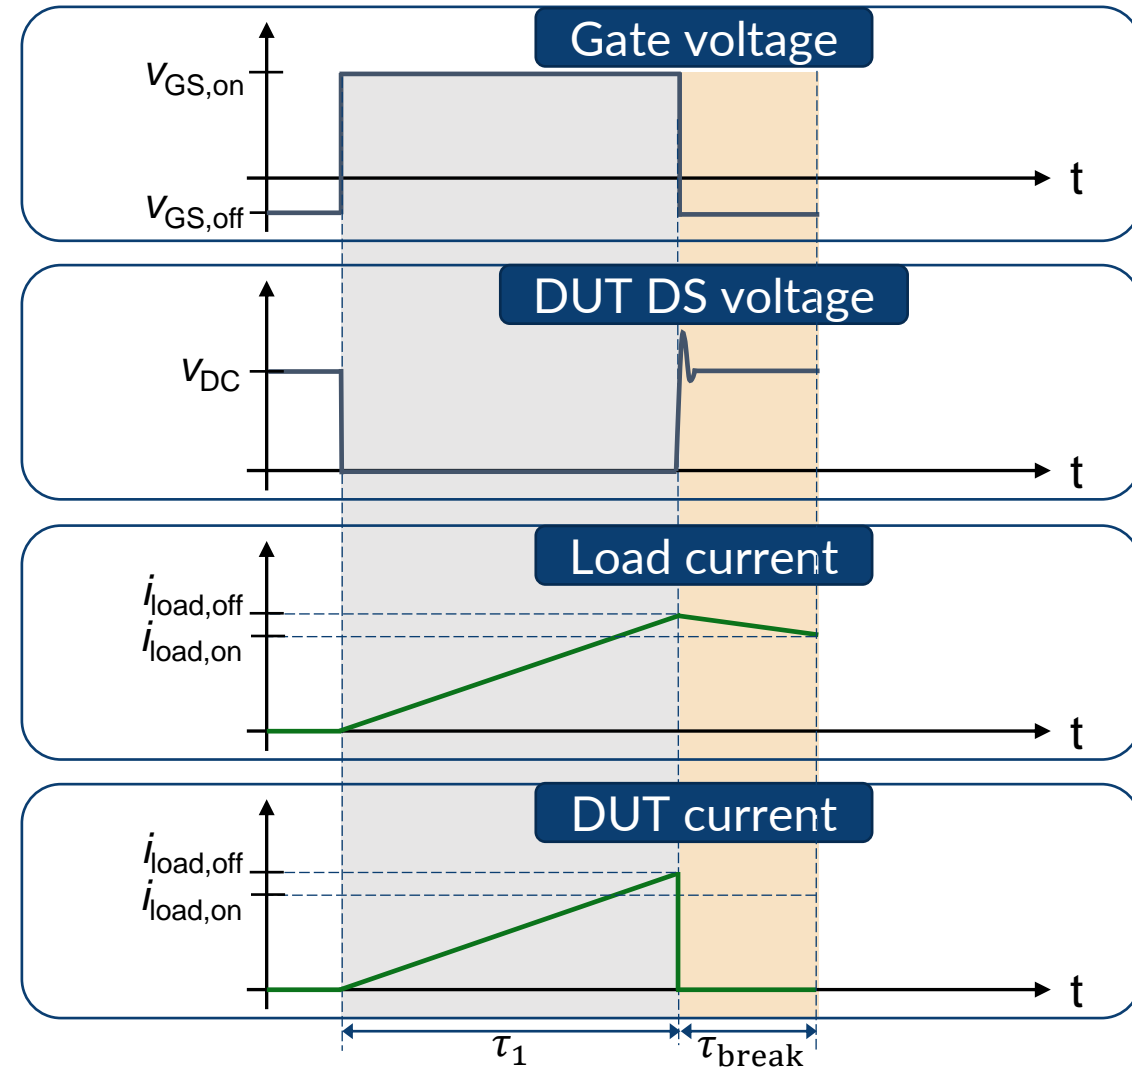 Gate voltage
vGS,on
t
vGS,off
DUT DS voltage
vDC
t
Load current
iload,off
iload,on
t
DUT current
iload,off
iload,on
t
τ1
τbreak